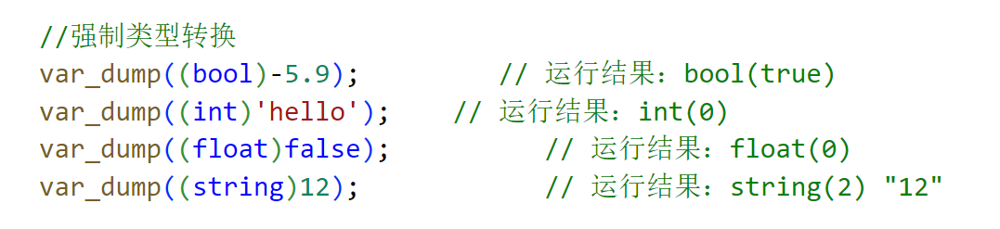 //强制类型转换
var_dump((bool)-5.9);          // 运行结果：bool(true)
var_dump((int)'hello');    // 运行结果：int(0)
var_dump((float)false);           // 运行结果：float(0)
var_dump((string)12);             // 运行结果：string(2) "12"